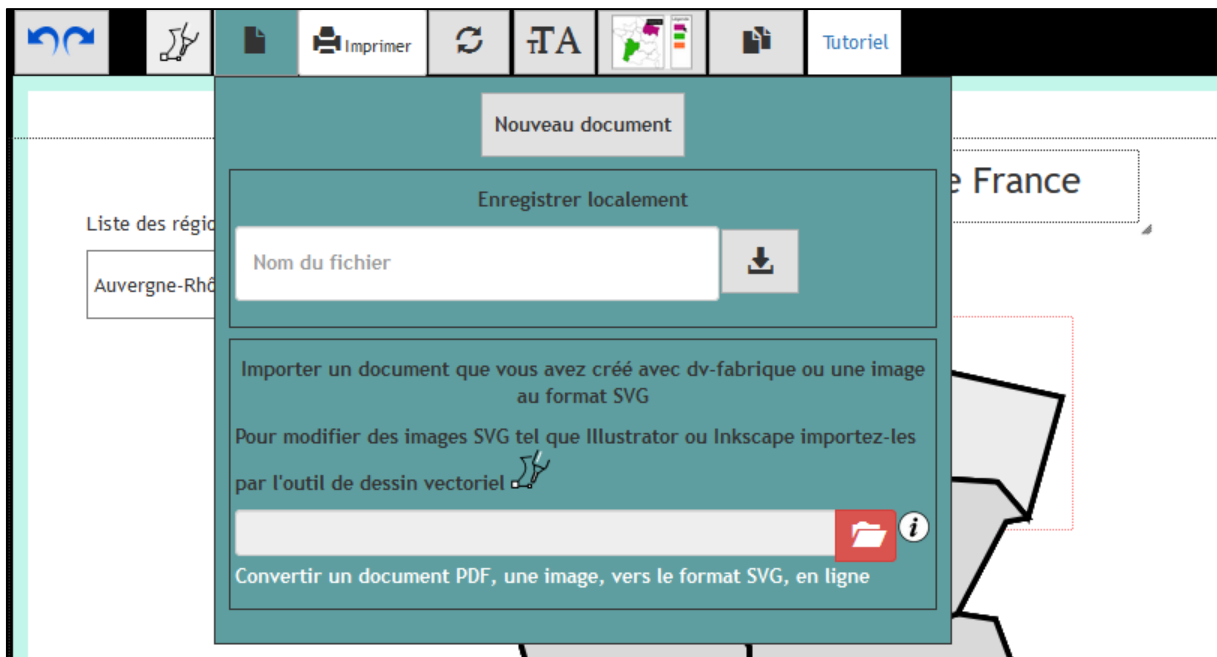 Imprimer
TA
Tutoriel
Nouveau document
e France
Enregistrer localement
Liste des régio
Nom du fichier
Auvergne-Rhô
Importer un document que vous avez créé avec dv-fabrique ou une image
au format SVG
Pour modifier des images SVG tel que Illustrator ou Inkscape importez-les
par l'outil de dessin vectoriel
i
Convertir un document PDF, une image, vers le format SVG, en ligne